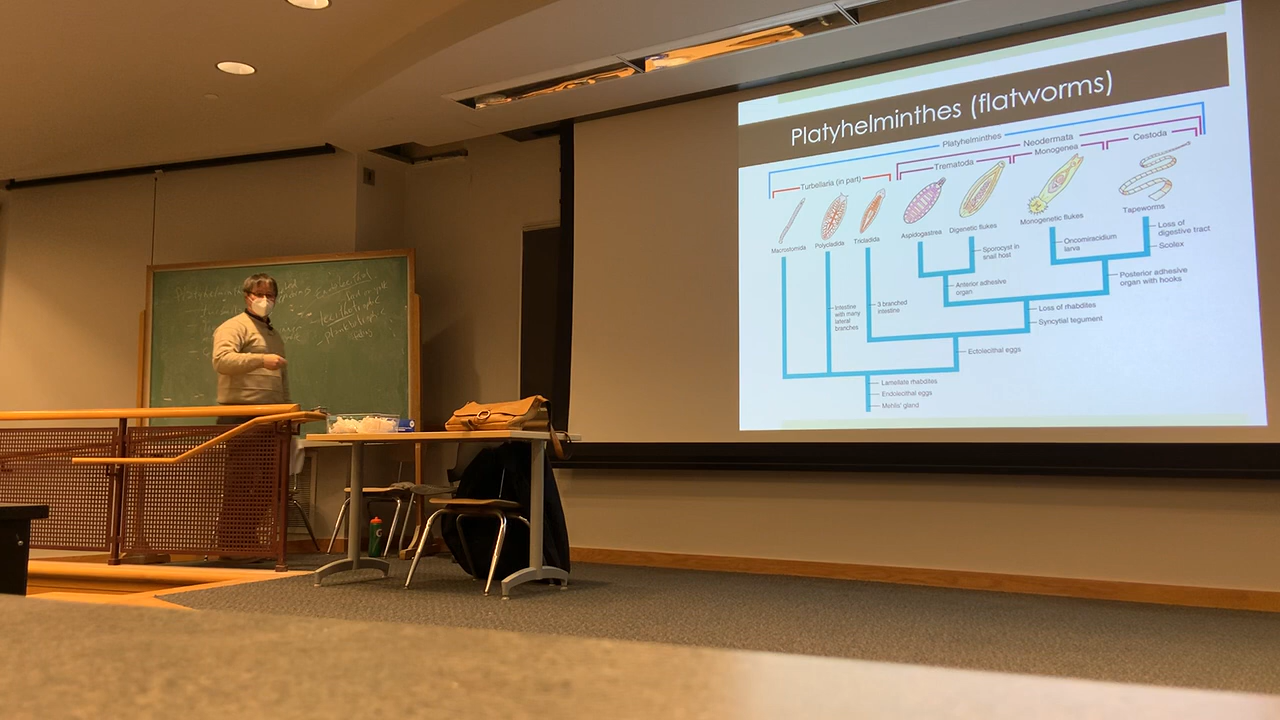 Platyhelminthes (flatworms)
Platyhelminthes
Neodermata
Turbellaria (in part)
Trematoda
Monogenea
Cestoda
Macrostomida
Polycladida
Tricladida
Aspidogastrea
Digenetic flukes
Monogenetic flukes
Tapeworms
Intestine
with many
lateral
branches
3 branched
intestine
Sporocyst in
snail host
Anterior adhesive
organ
Oncomiracidium
larva
Loss of
digestive tract
Scolex
Posterior adhesive
organ with hooks
Loss of rhabdites
Syncytial tegument
Ectolecithal eggs
Lamellate rhabdites
Endolecithal eggs
Mehlis' gland